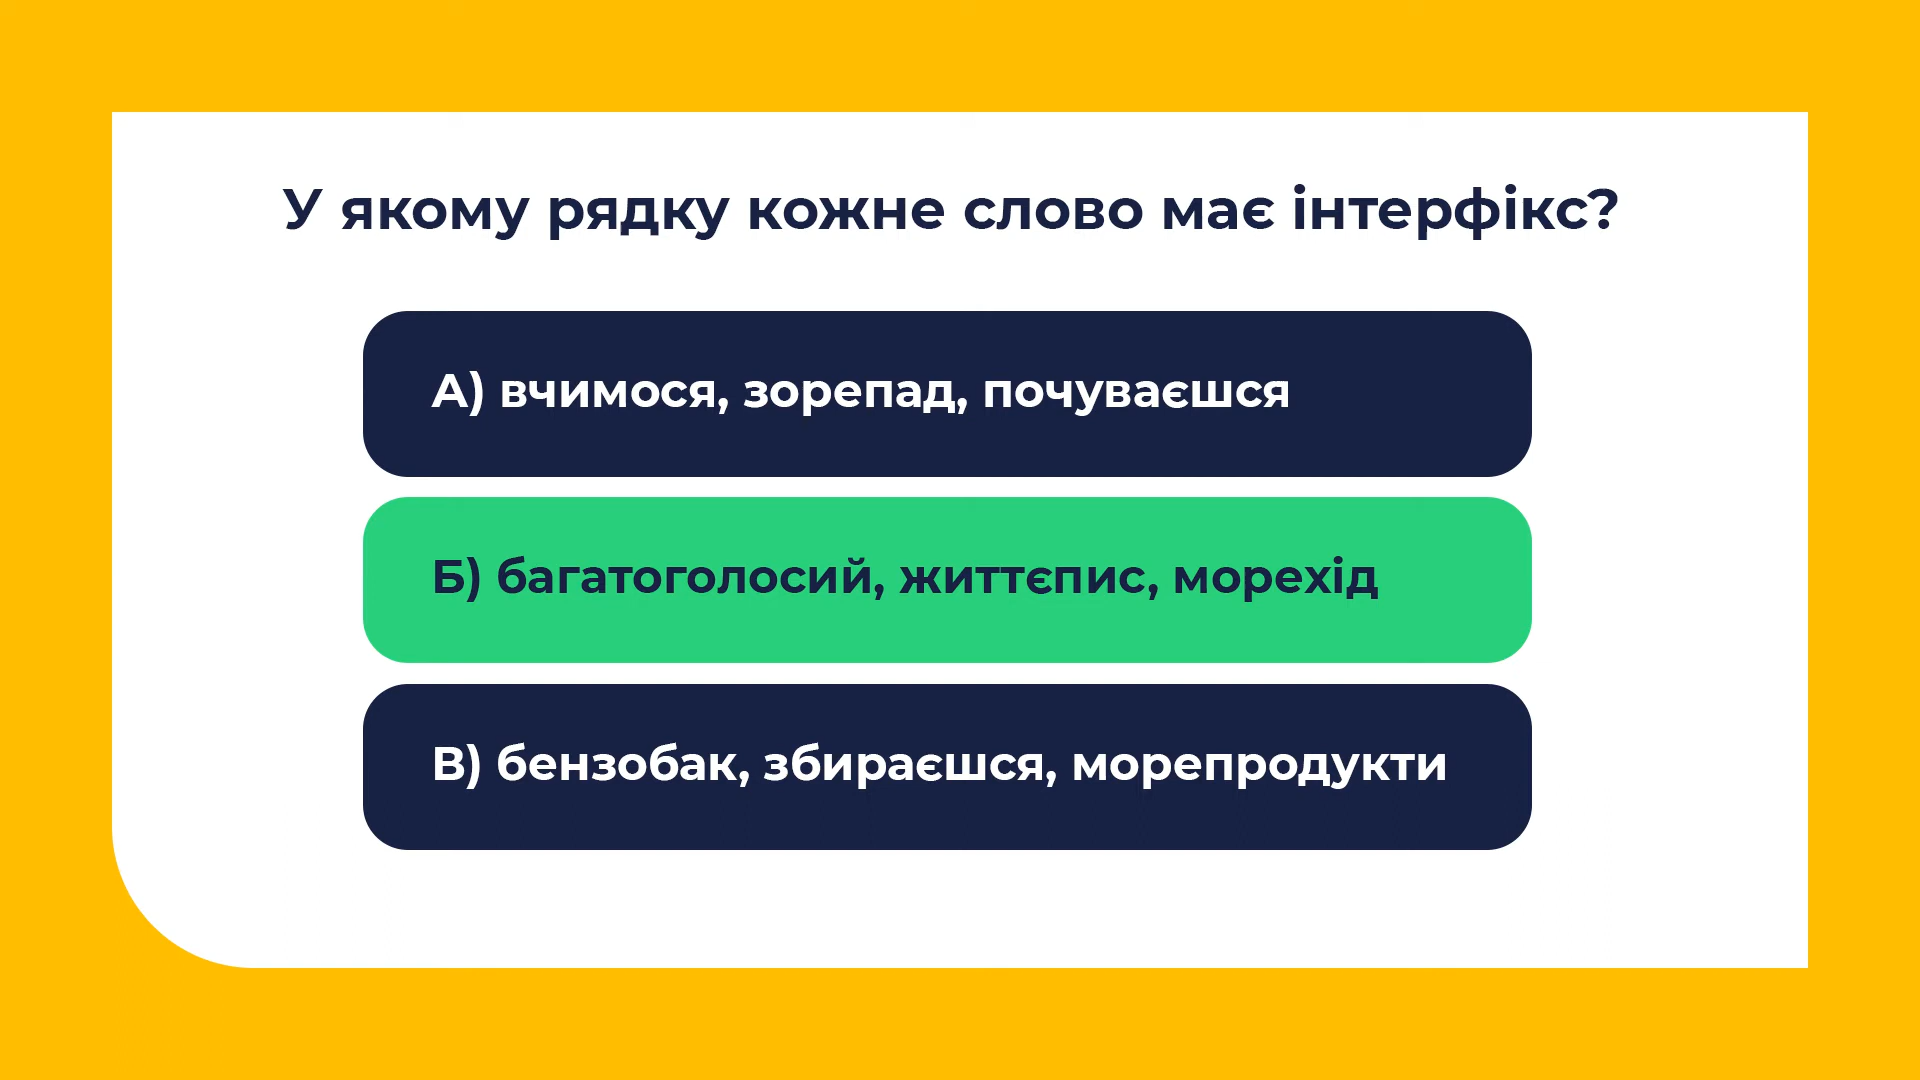 У якому рядку кожне слово має інтерфікс?
А) вчимося, зорепад, почуваєшся
Б) багатоголосий, життєпис, морехід
В) бензобак, збираєшся, морепродукти